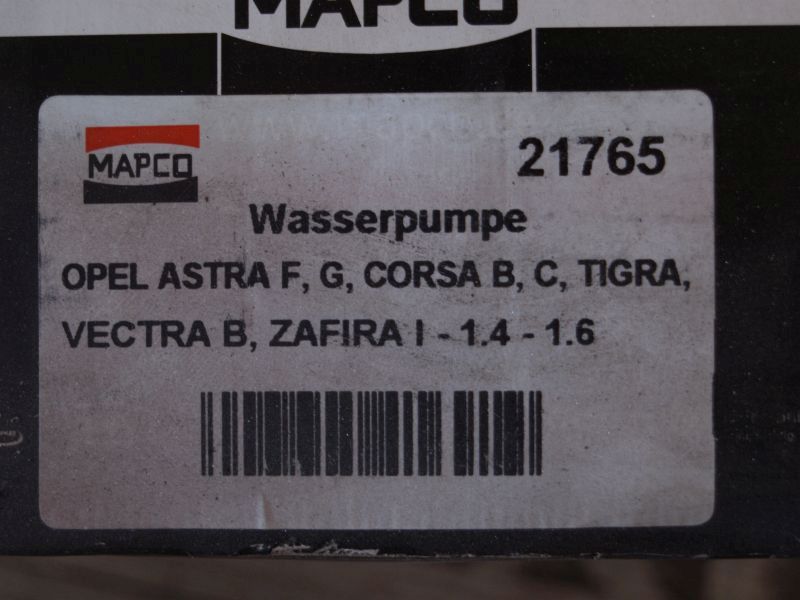 MAPCO
MAPCO
21765
Wasserpumpe
OPEL ASTRA F, G, CORSA B, C, TIGRA,
VECTRA B, ZAFIRA I - 1.4 - 1.6